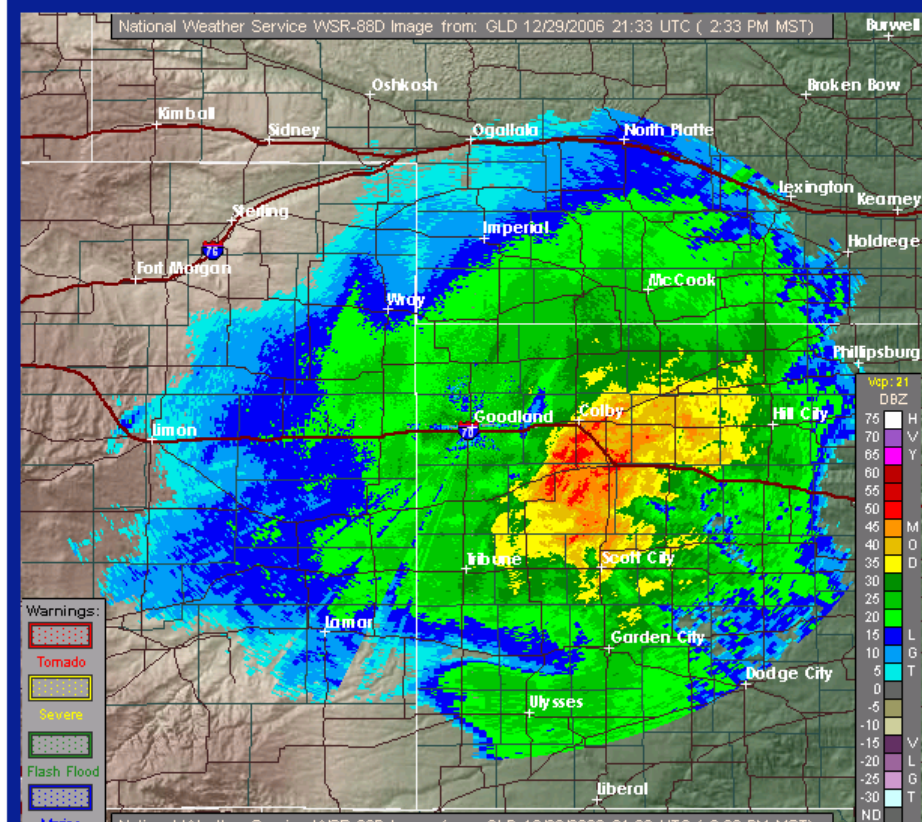 National Weather Service WSR-88D Image from: GLD 12/29/2006 21:33 UTC ( 2:33 PM MST)
Burwell
Oshkosh
Broken Bow
Kimball
Sidney
Ogallala
North Platte
Lexington
Kearney
Sterling
Imperial
Holdrege
76
Fort Morgan
McCook
Wray
Phillipsburg
Goodland
Colby
Hill City
70
Limon
Tribune
Scott City
Lamar
Garden City
Dodge City
Ulysses
Liberal
Vcp: 21
DBZ
75 H
70 V
65 Y
60
55
50
45 M
40 O
35 D
30
25
20
15 L
10 G
5 T
0
-5
-10
-15 V
-20 L
-25 G
-30 T
ND
Warnings:
Tornado
Severe
Flash Flood